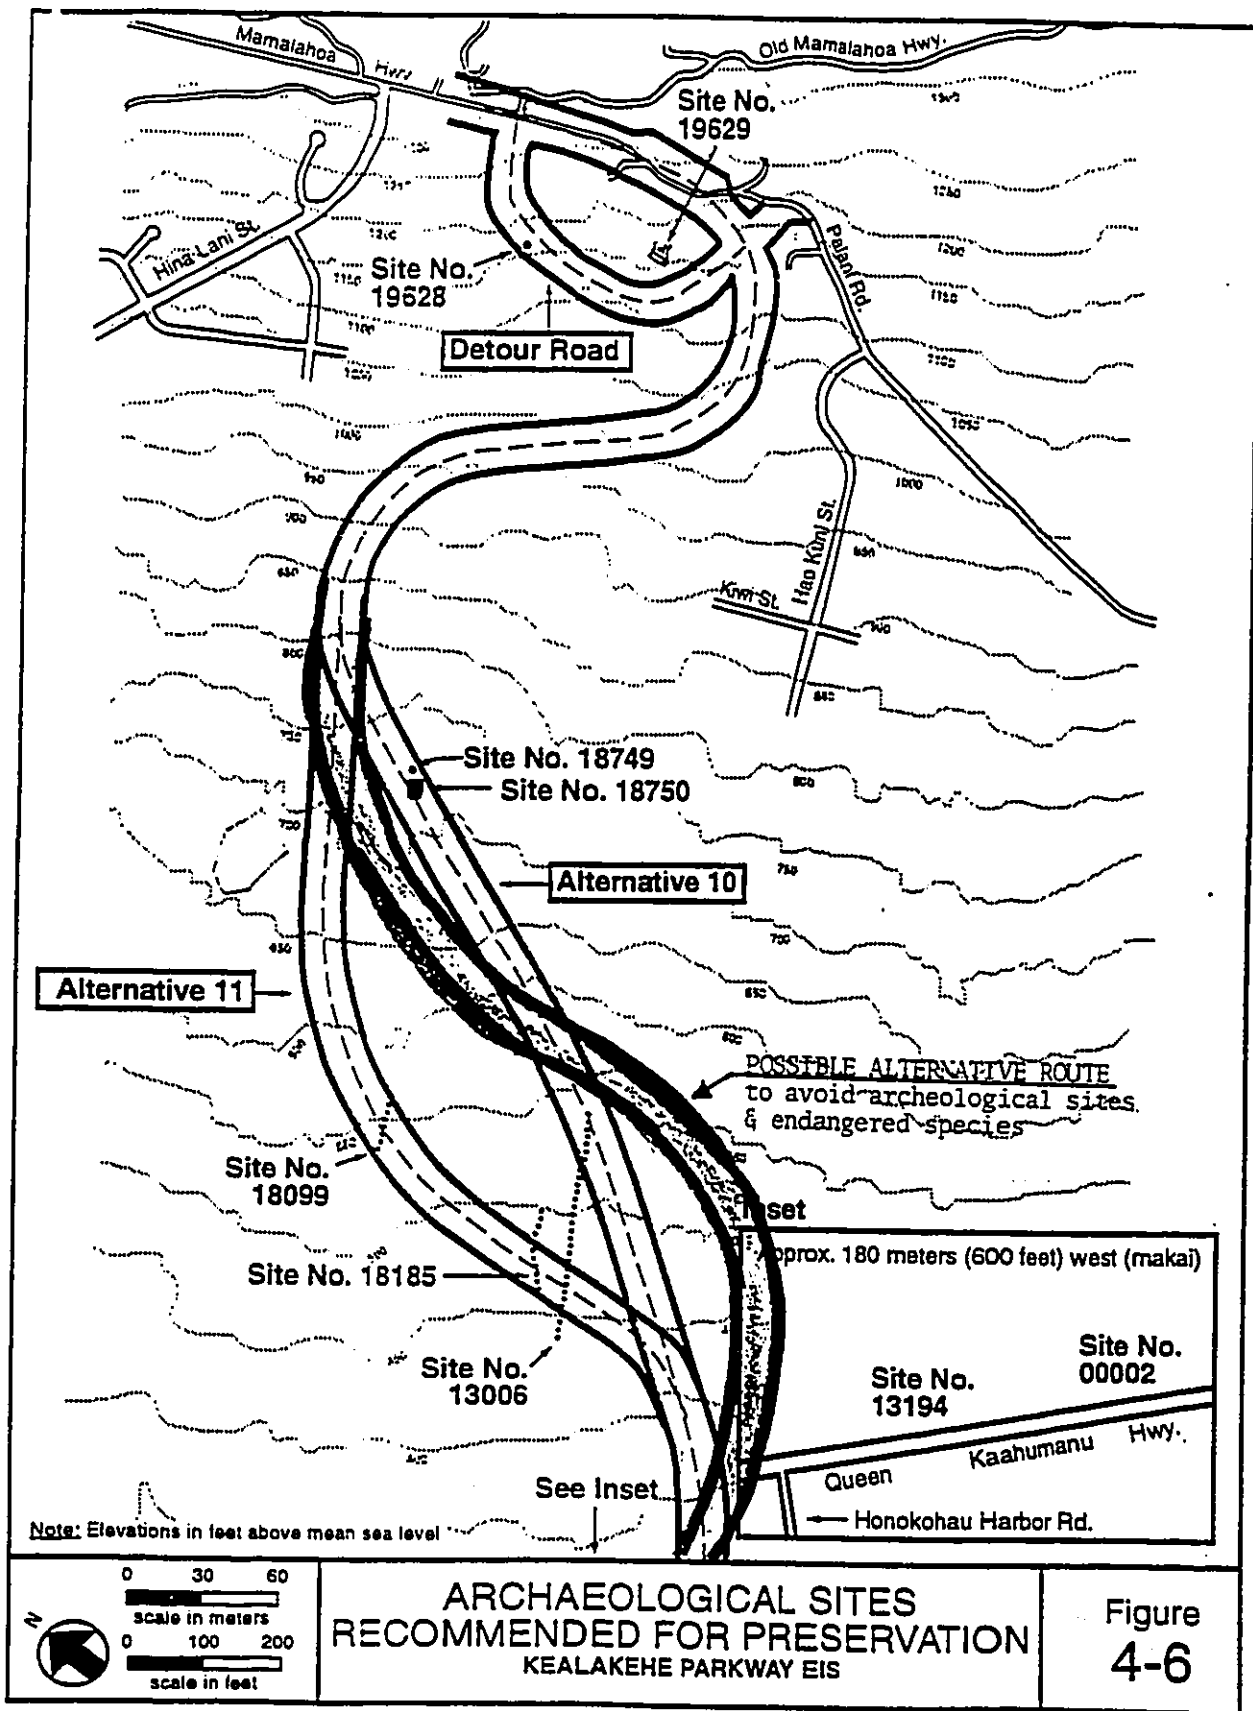 Mamalahoa Hwy
Old Mamalahoa Hwy.
Site No.
19629
Hina-Lani St.
Site No.
19628
Palani Rd.
Detour Road
Hao Kuni St.
Kiwi St.
Site No. 18749
Site No. 18750
Alternative 10
Alternative 11
POSSIBLE ALTERNATIVE ROUTE
to avoid archeological sites
& endangered species
Site No.
18099
Inset
Approx. 180 meters (600 feet) west (makai)
Site No. 18185
Site No.
13006
Site No.
00002
Site No.
13194
Queen Kaahumanu Hwy.
See Inset
Honokohau Harbor Rd.
Note: Elevations in feet above mean sea level
N
0 30 60
scale in meters
0 100 200
scale in feet
ARCHAEOLOGICAL SITES
RECOMMENDED FOR PRESERVATION
KEALAKEHE PARKWAY EIS
Figure
4-6